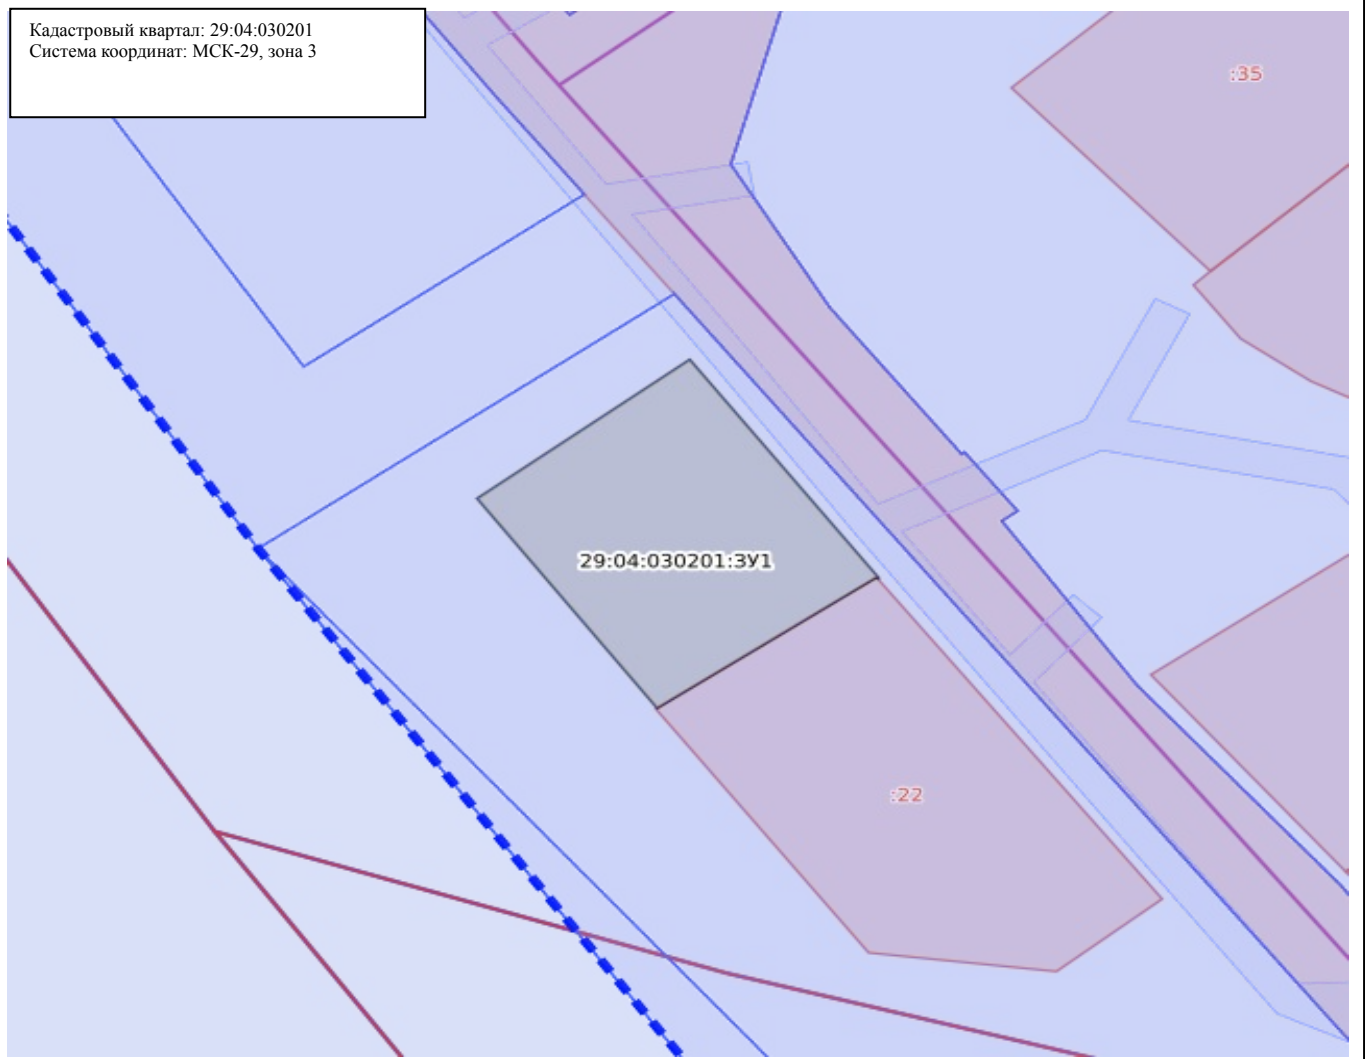 Кадастровый квартал: 29:04:030201
Система координат: МСК-29, зона 3
:35
29:04:030201:ЗУ1
:22